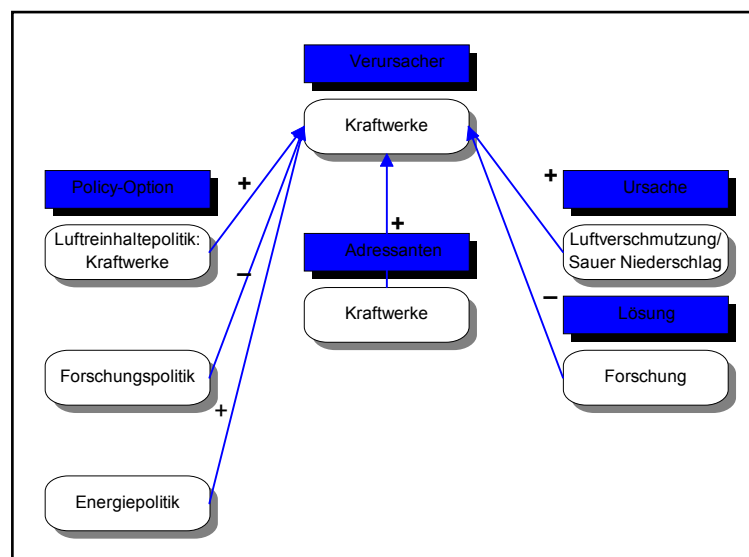 Verursacher
Kraftwerke
Policy-Option
+
+
Ursache
Luftreinhaltepolitik:
Kraftwerke
+
Adressanten
Luftverschmutzung/
Sauer Niederschlag
–
Kraftwerke
–
Lösung
Forschungspolitik
Forschung
+
Energiepolitik